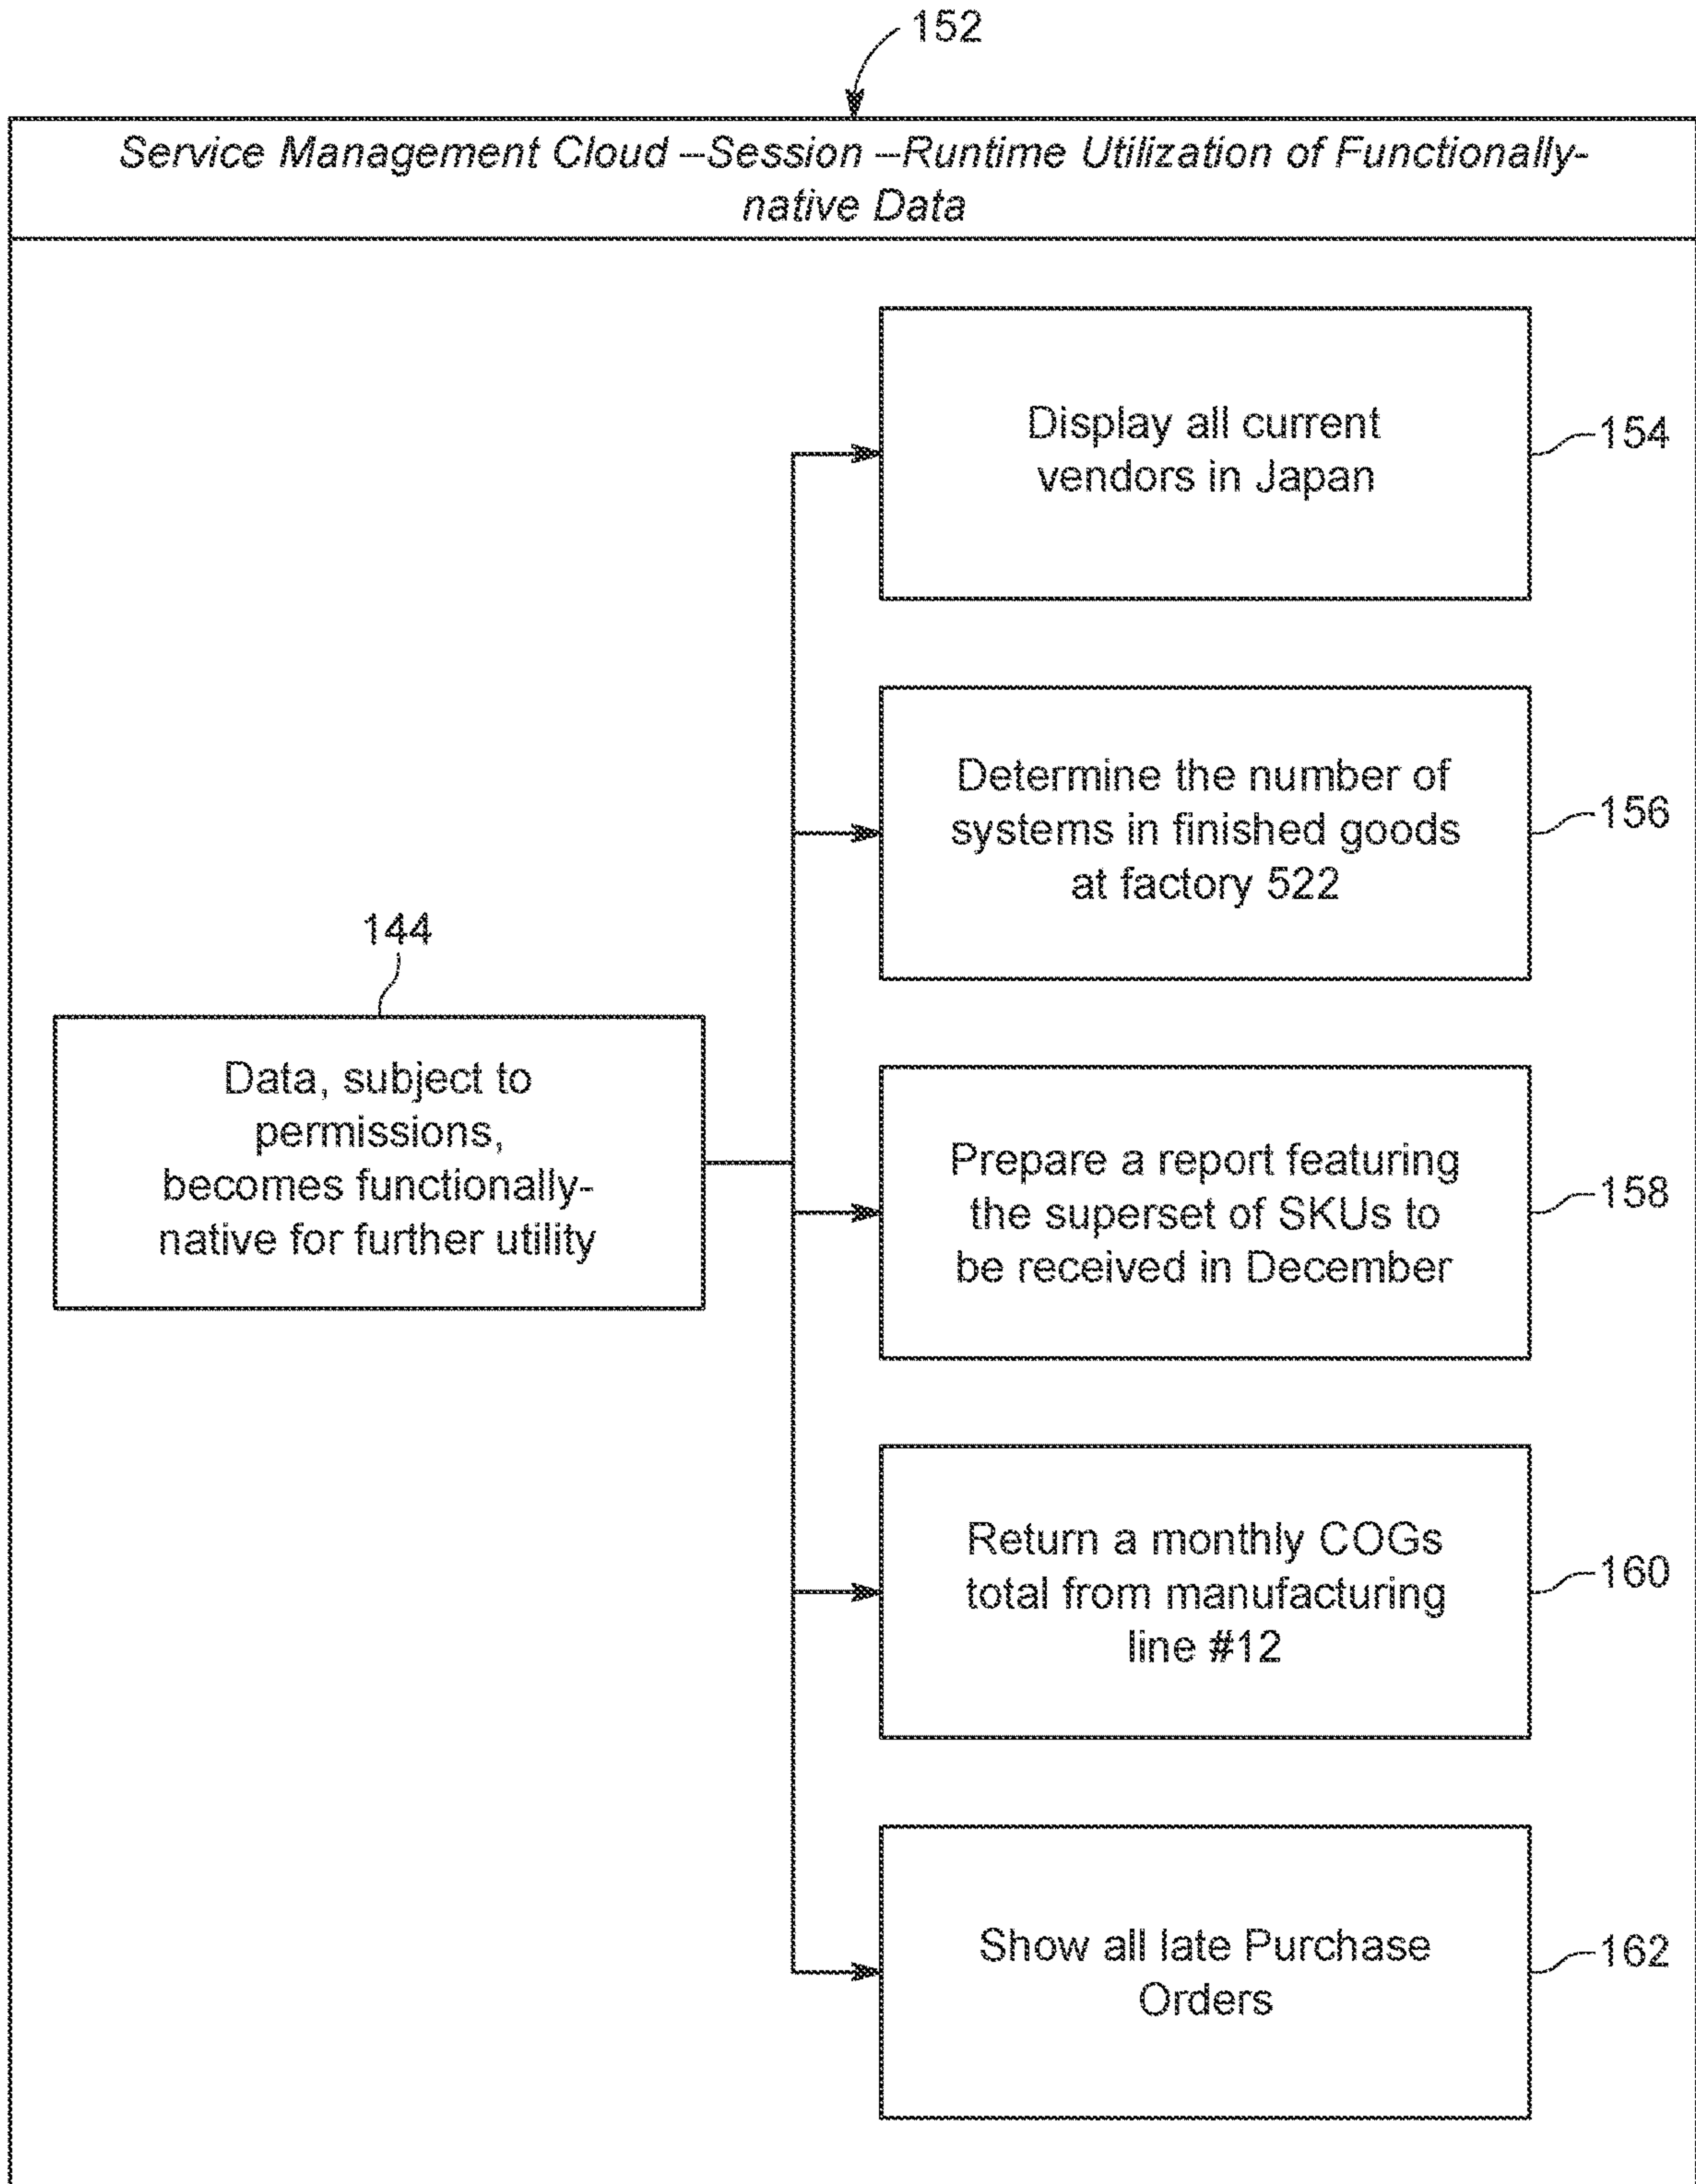 152
Service Management Cloud –Session –Runtime Utilization of Functionally-
native Data
Display all current
vendors in Japan
154
Determine the number of
systems in finished goods
at factory 522
156
144
Data, subject to
permissions,
becomes functionally-
native for further utility
Prepare a report featuring
the superset of SKUs to
be received in December
158
Return a monthly COGs
total from manufacturing
line #12
160
Show all late Purchase
Orders
162